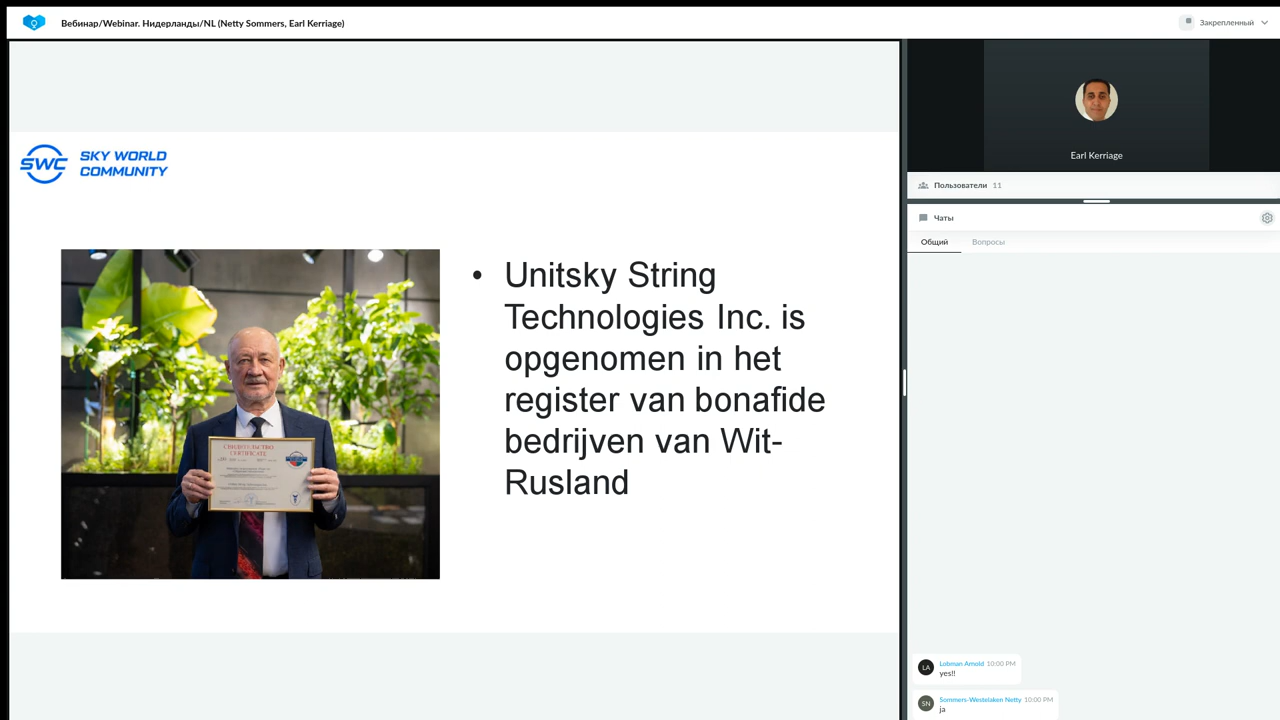 Вебинар/Webinar. Нидерланды/NL (Netty Sommers, Earl Kerriage)
Закрепленный
SWC SKY WORLD
COMMUNITY
СВИДЕТЕЛЬСТВО
CERTIFICATE
• Unitsky String
Technologies Inc. is
opgenomen in het
register van bonafide
bedrijven van Wit-
Rusland
Earl Kerriage
Пользователи 11
Чаты
Общий Вопросы
LA Lobman Arnold 10:00 PM
yes!!
SN Sommers-Westelaken Netty 10:00 PM
ja